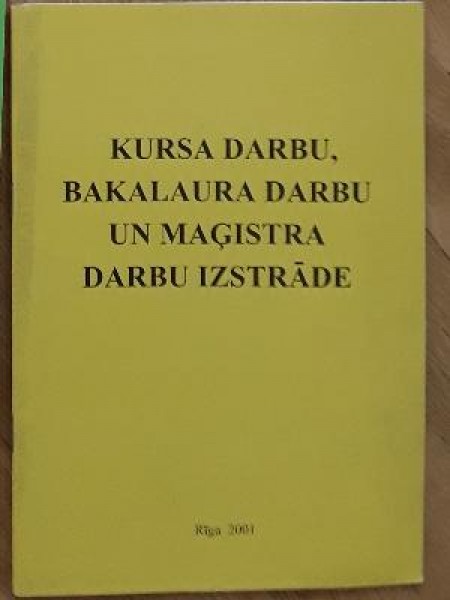 KURSA DARBU,
BAKALAURA DARBU
UN MAĢISTRA
DARBU IZSTRĀDE
Rīga 2001